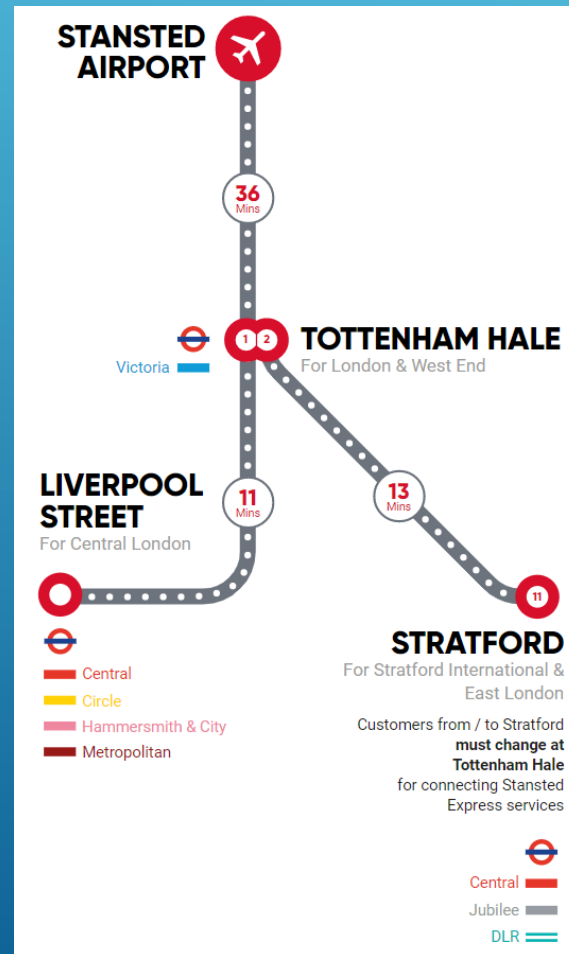 STANSTED
AIRPORT
36
Mins
1 2
TOTTENHAM HALE
For London & West End
Victoria
LIVERPOOL
STREET
For Central London
11
Mins
13
Mins
11
Central
Circle
Hammersmith & City
Metropolitan
STRATFORD
For Stratford International &
East London
Customers from / to Stratford
must change at
Tottenham Hale
for connecting Stansted
Express services
Central
Jubilee
DLR